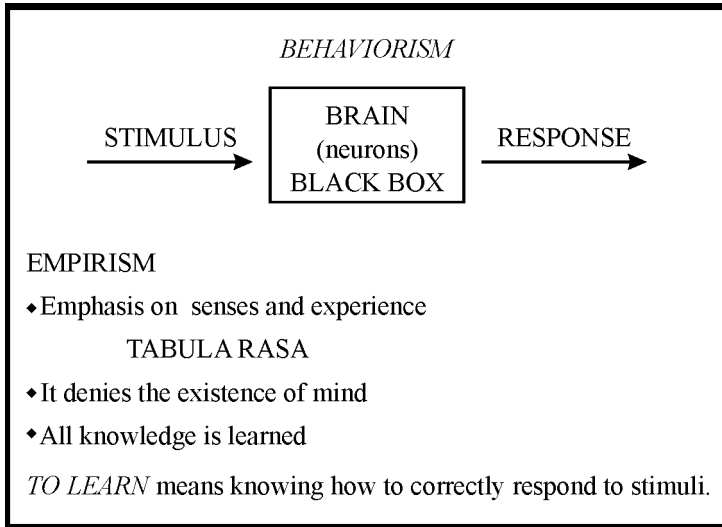 BEHAVIORISM
STIMULUS
BRAIN
(neurons)
BLACK BOX
RESPONSE
EMPIRISM
◆Emphasis on senses and experience
TABULA RASA
◆It denies the existence of mind
◆All knowledge is learned
TO LEARN means knowing how to correctly respond to stimuli.